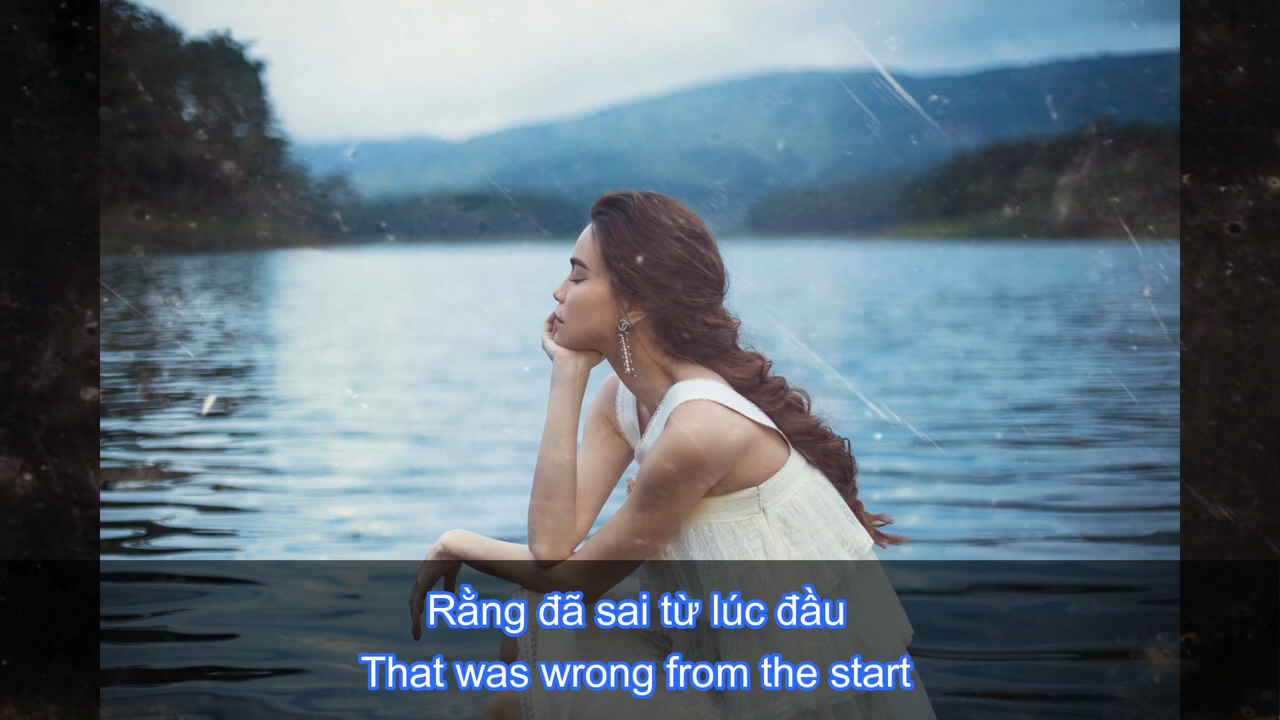 Rằng đã sai từ lúc đầu
That was wrong from the start